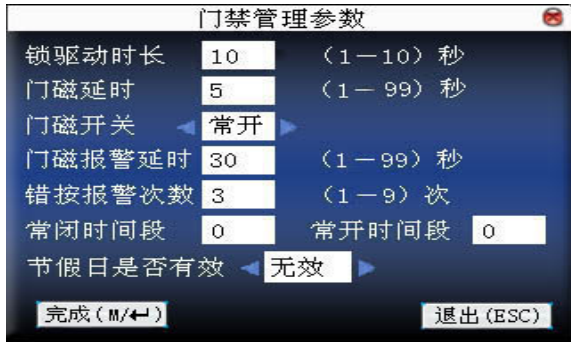 门禁管理参数
锁驱动时长 10 （1－10）秒
门磁延时 5 （1－99）秒
门磁开关 常开
门磁报警延时 30 （1－99）秒
错按报警次数 3 （1－9）次
常闭时间段 0 常开时间段 0
节假日是否有效 无效
完成(M/↵) 退出(ESC)